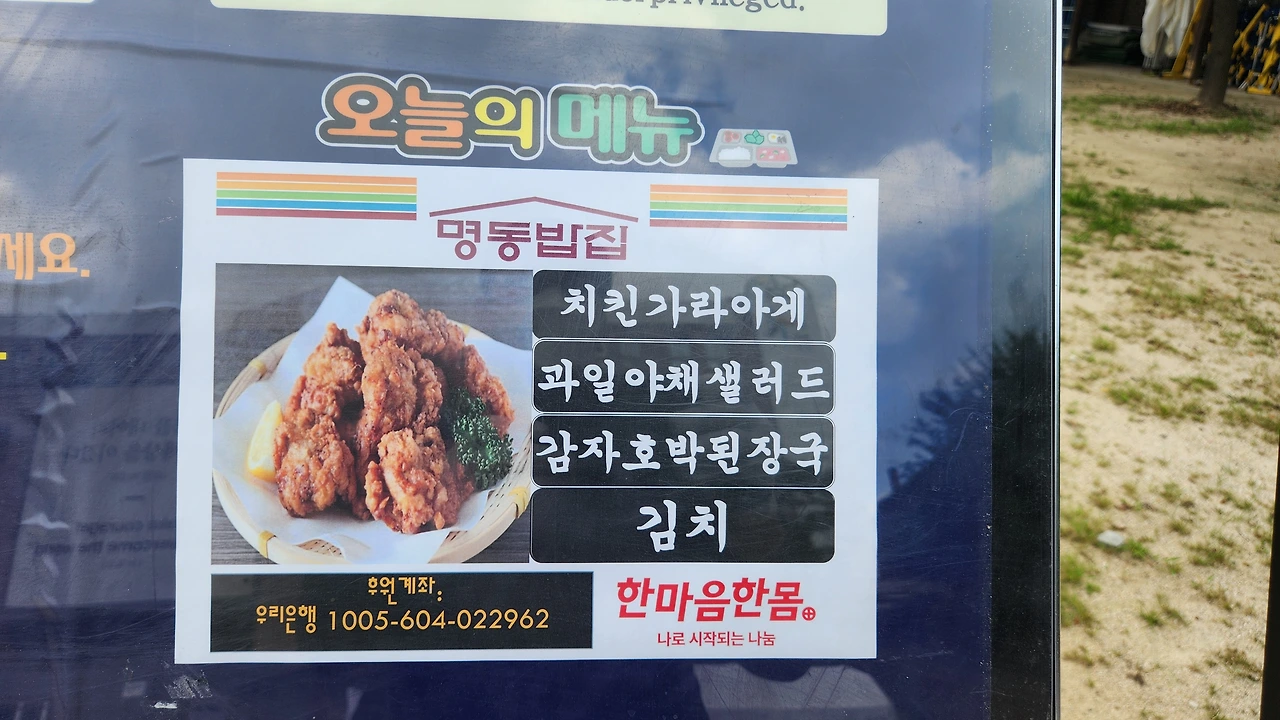 underprivileged.
오늘의 메뉴
세요.
명동밥집
치킨가라아게
과일야채샐러드
감자호박된장국
김치
후원계좌:
우리은행 1005-604-022962
한마음한몸
나로 시작되는 나눔